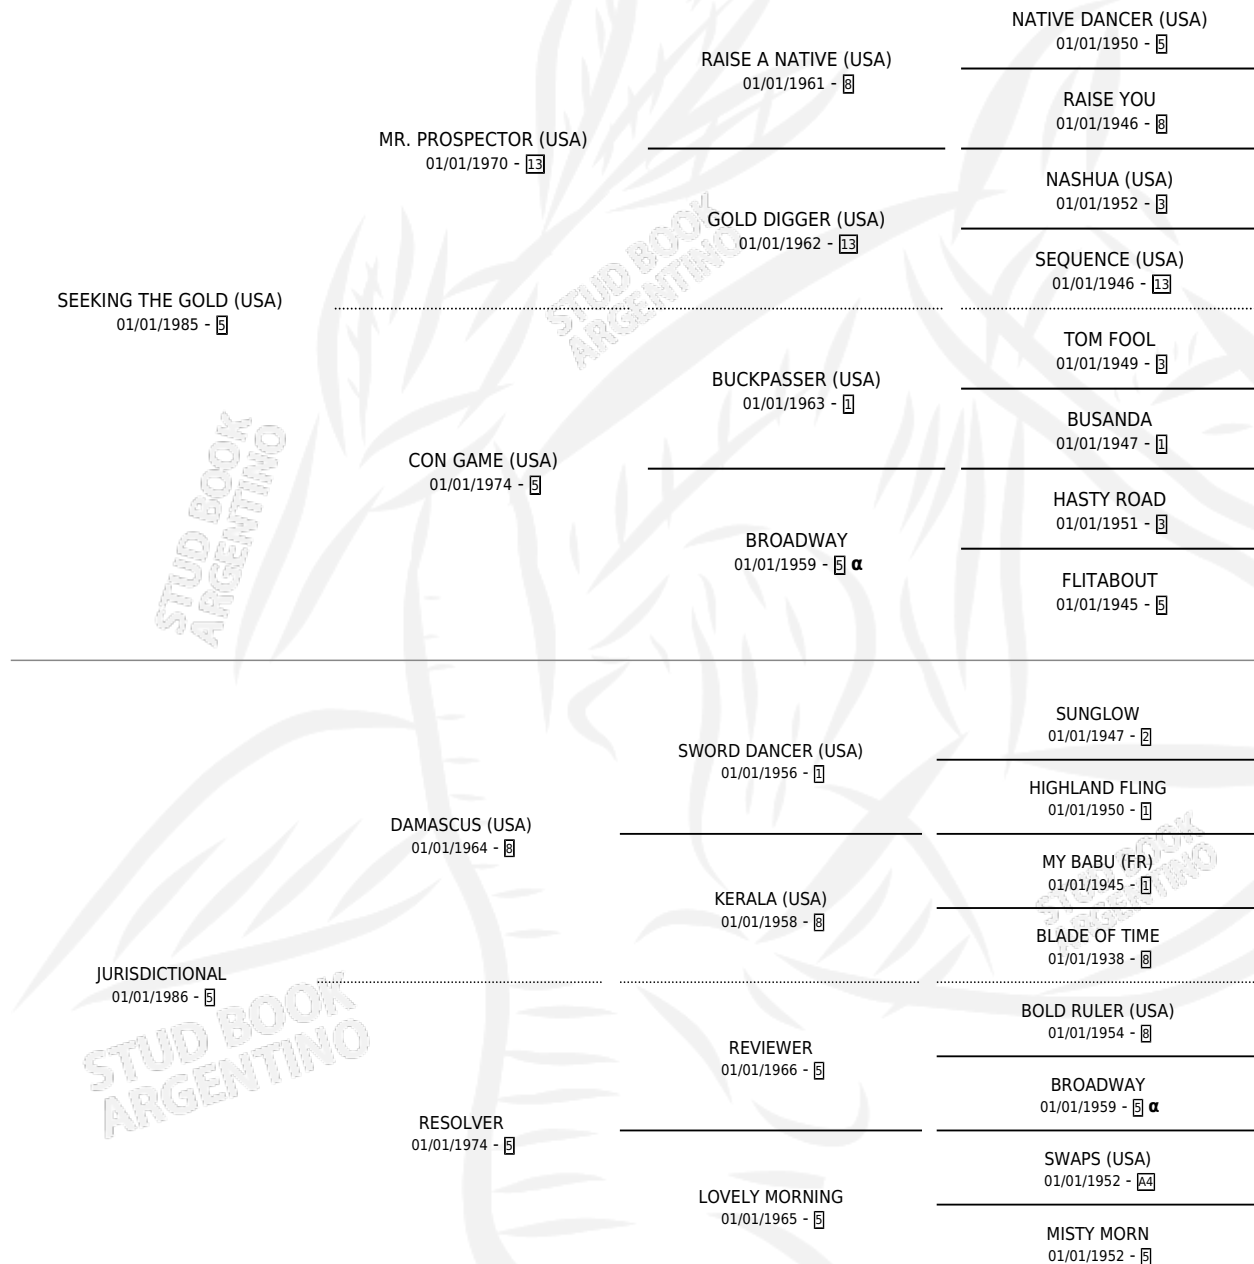 NATIVE DANCER (USA)
01/01/1950 - 5
RAISE A NATIVE (USA)
01/01/1961 - 8
RAISE YOU
01/01/1946 - 8
MR. PROSPECTOR (USA)
01/01/1970 - 13
NASHUA (USA)
01/01/1952 - 3
GOLD DIGGER (USA)
01/01/1962 - 13
SEQUENCE (USA)
01/01/1946 - 13
SEEKING THE GOLD (USA)
01/01/1985 - 5
STUD BOOK
ARGENTINO
TOM FOOL
01/01/1949 - 3
BUCKPASSER (USA)
01/01/1963 - 1
BUSANDA
01/01/1947 - 1
CON GAME (USA)
01/01/1974 - 5
HASTY ROAD
01/01/1951 - 3
BROADWAY
01/01/1959 - 5 α
FLITABOUT
01/01/1945 - 5
STUD BOOK
ARGENTINO
SUNGLOW
01/01/1947 - 2
SWORD DANCER (USA)
01/01/1956 - 1
HIGHLAND FLING
01/01/1950 - 1
DAMASCUS (USA)
01/01/1964 - 8
MY BABU (FR)
01/01/1945 - 1
STUD BOOK
ARGENTINO
KERALA (USA)
01/01/1958 - 8
BLADE OF TIME
01/01/1938 - 8
JURISDICTIONAL
01/01/1986 - 5
STUD BOOK
ARGENTINO
BOLD RULER (USA)
01/01/1954 - 8
REVIEWER
01/01/1966 - 5
BROADWAY
01/01/1959 - 5 α
RESOLVER
01/01/1974 - 5
SWAPS (USA)
01/01/1952 - A4
LOVELY MORNING
01/01/1965 - 5
MISTY MORN
01/01/1952 - 5